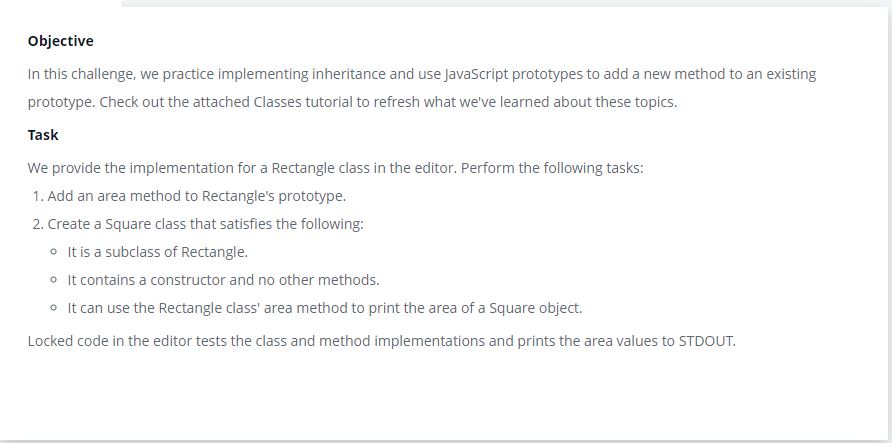 Objective
In this challenge, we practice implementing inheritance and use JavaScript prototypes to add a new method to an existing
prototype. Check out the attached Classes tutorial to refresh what we've learned about these topics.
Task
We provide the implementation for a Rectangle class in the editor. Perform the following tasks:
1. Add an area method to Rectangle's prototype.
2. Create a Square class that satisfies the following:
It is a subclass of Rectangle.
It contains a constructor and no other methods.
It can use the Rectangle class' area method to print the area of a Square object.
Locked code in the editor tests the class and method implementations and prints the area values to STDOUT.